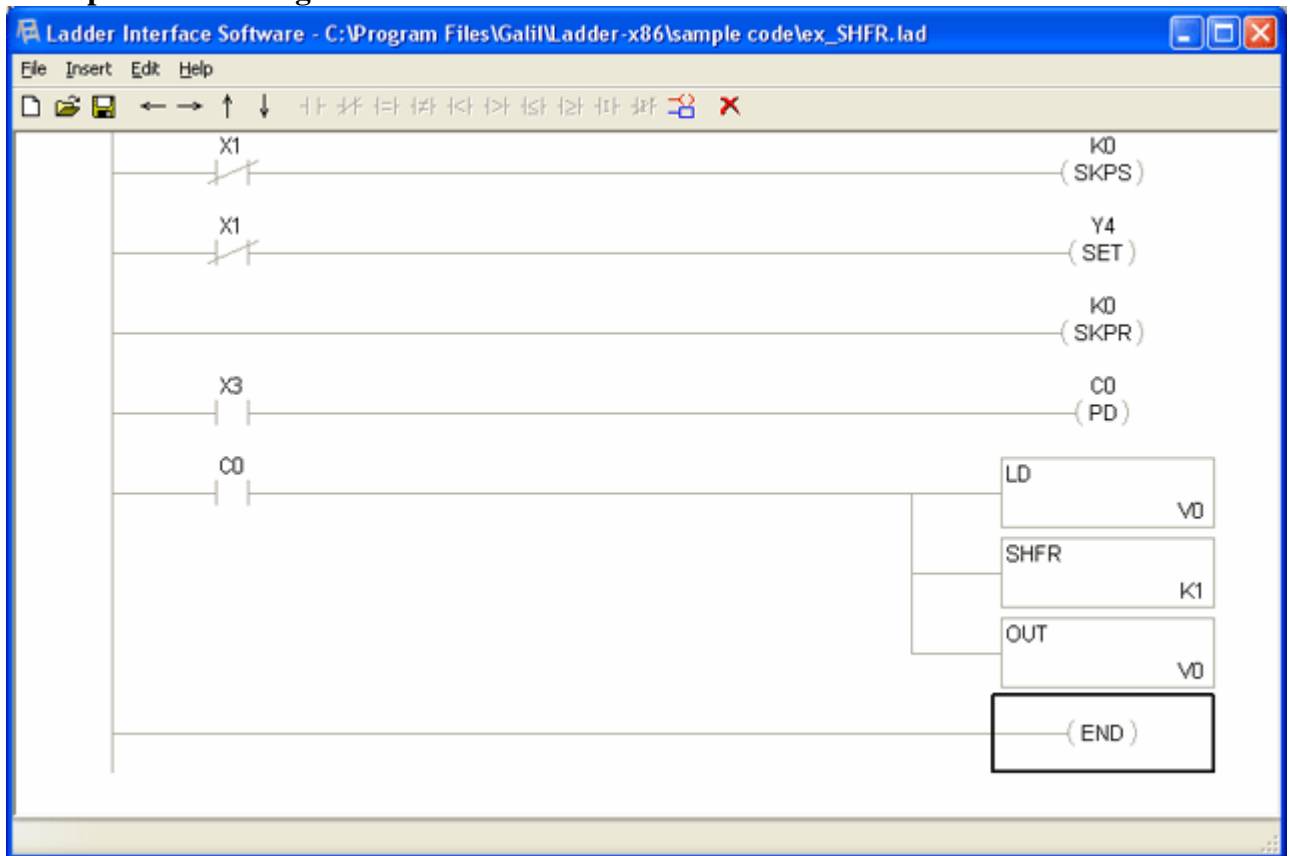 Ladder Interface Software - C:\Program Files\Galil\Ladder-x86\sample code\ex_SHFR.lad
File Insert Edit Help
X1 K0
( SKPS )
X1 Y4
( SET )
K0
( SKPR )
X3 C0
( PD )
C0
LD
V0
SHFR
K1
OUT
V0
( END )